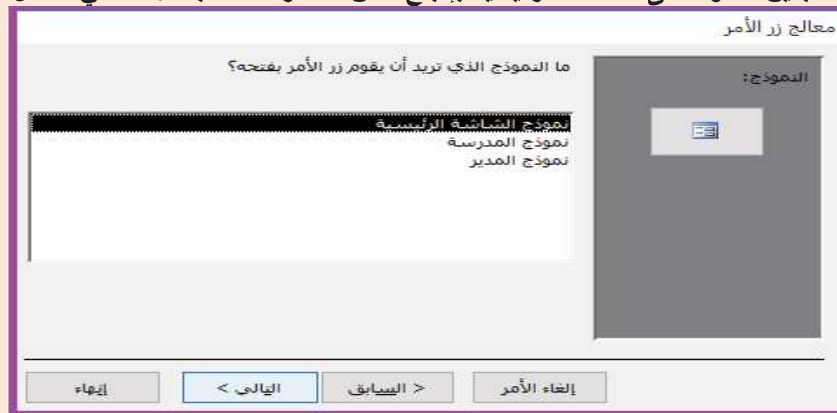 معالج زر الأمر
ما النموذج الذي تريد أن يقوم زر الأمر بفتحه؟
النموذج:
نموذج الشاشة الرئيسية
نموذج المدرسة
نموذج المدير
إلغاء الأمر
< السابق
التالي >
إنهاء